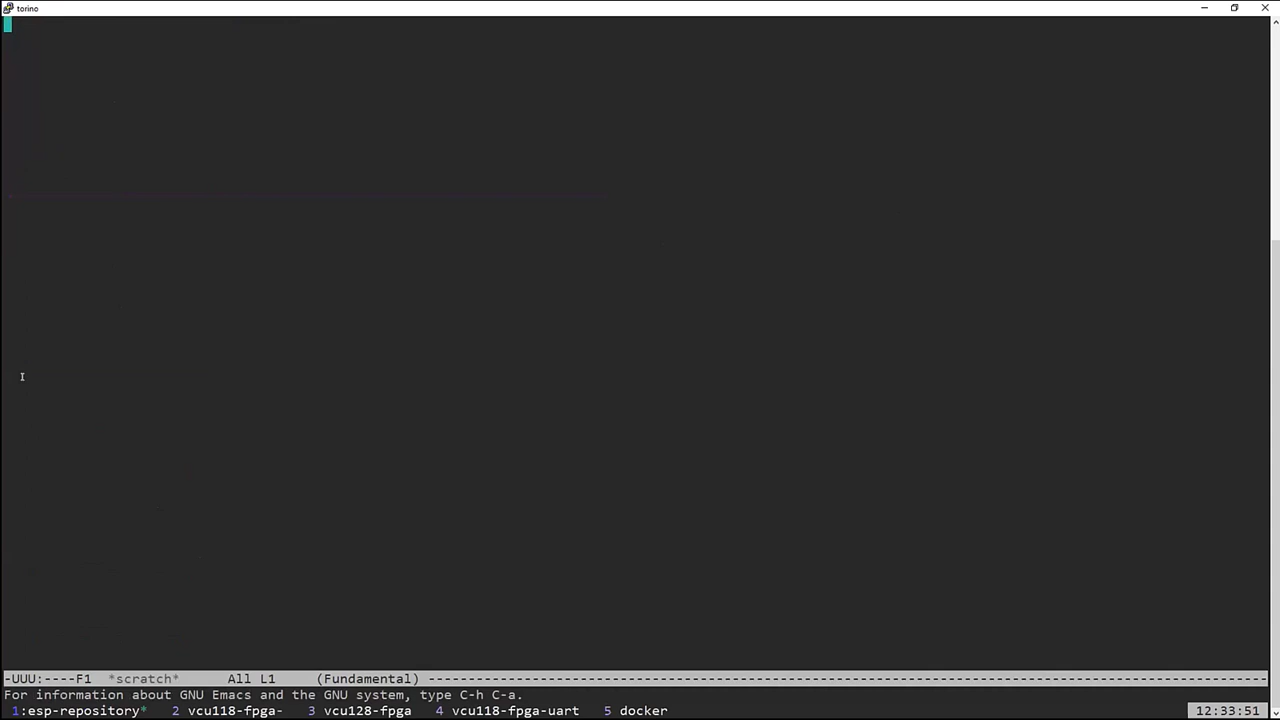 torino
-UUU:----F1  *scratch*      All L1     (Fundamental) --------------------------------------------------------------------------------------------------------
For information about GNU Emacs and the GNU system, type C-h C-a.
1:esp-repository*   2 vcu118-fpga-   3 vcu128-fpga   4 vcu118-fpga-uart   5 docker   12:33:51